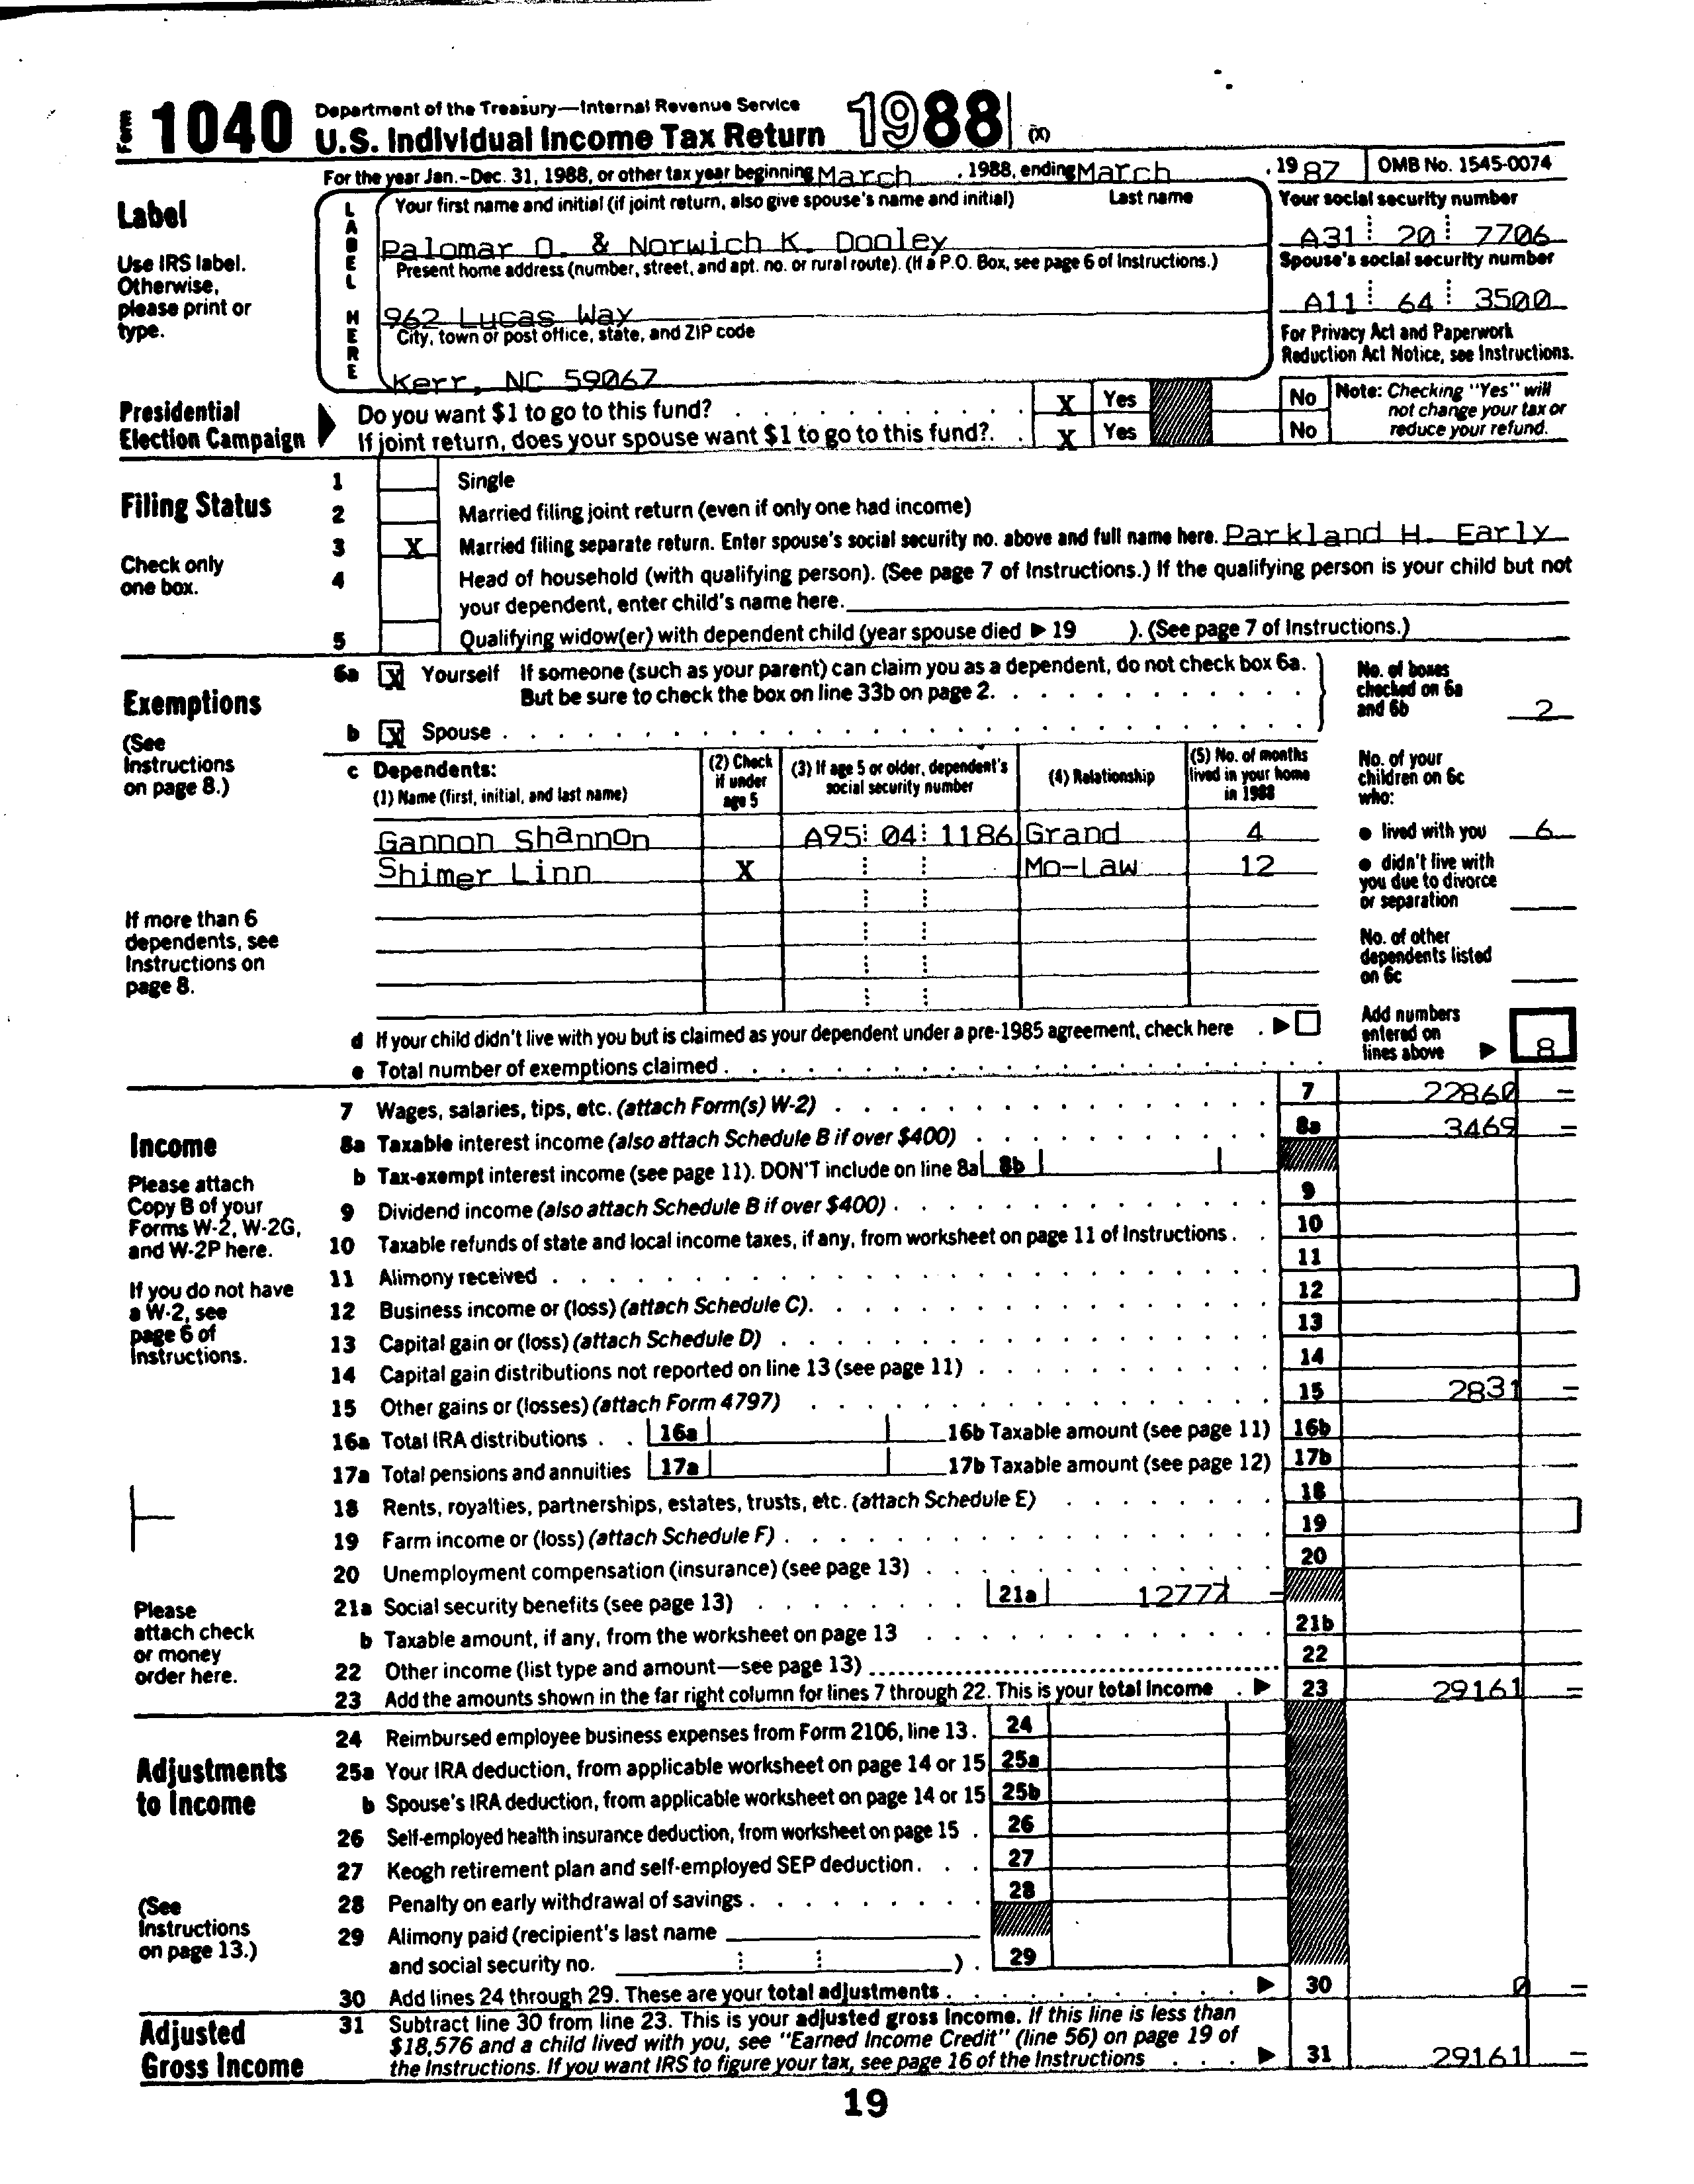 Form 1040 Department of the Treasury—Internal Revenue Service
U.S. Individual Income Tax Return 1988 (X)
For the year Jan.-Dec. 31, 1988, or other tax year beginning March , 1988, ending March , 19 87 OMB No. 1545-0074
Label
Use IRS label.
Otherwise,
please print or
type.
LABEL HERE
Your first name and initial (if joint return, also give spouse's name and initial) Last name
Palomar O. & Norwich K. Dooley
Your social security number
A31 20 7706
Present home address (number, street, and apt. no. or rural route). (If a P.O. Box, see page 6 of Instructions.)
962 Lucas Way
Spouse's social security number
A11 64 3500
City, town or post office, state, and ZIP code
Kerr, NC 59067
For Privacy Act and Paperwork
Reduction Act Notice, see Instructions.
Presidential
Election Campaign
Do you want $1 to go to this fund? X Yes No
If joint return, does your spouse want $1 to go to this fund?. X Yes No
Note: Checking "Yes" will
not change your tax or
reduce your refund.
Filing Status
Check only
one box.
1 Single
2 Married filing joint return (even if only one had income)
3 X Married filing separate return. Enter spouse's social security no. above and full name here. Parkland H. Early
4 Head of household (with qualifying person). (See page 7 of Instructions.) If the qualifying person is your child but not
your dependent, enter child's name here.
5 Qualifying widow(er) with dependent child (year spouse died ▶ 19 ). (See page 7 of Instructions.)
Exemptions
(See
Instructions
on page 8.)
If more than 6
dependents, see
Instructions on
page 8.
6a X Yourself If someone (such as your parent) can claim you as a dependent, do not check box 6a.
But be sure to check the box on line 33b on page 2.
b X Spouse
No. of boxes
checked on 6a
and 6b 2
c Dependents:
(1) Name (first, initial, and last name)
(2) Check
if under
age 5
(3) If age 5 or older, dependent's
social security number
(4) Relationship
(5) No. of months
lived in your home
in 1988
Gannon Shannon A95 04 1186 Grand 4
Shimer Linn X Mo-Law 12
No. of your
children on 6c
who:
● lived with you 6
● didn't live with
you due to divorce
or separation
No. of other
dependents listed
on 6c
d If your child didn't live with you but is claimed as your dependent under a pre-1985 agreement, check here ▶
e Total number of exemptions claimed
Add numbers
entered on
lines above ▶ 8
Income
Please attach
Copy B of your
Forms W-2, W-2G,
and W-2P here.
If you do not have
a W-2, see
page 6 of
Instructions.
Please
attach check
or money
order here.
7 Wages, salaries, tips, etc. (attach Form(s) W-2) 7 22860 =
8a Taxable interest income (also attach Schedule B if over $400) 8a 3469 =
b Tax-exempt interest income (see page 11). DON'T include on line 8a 8b
9 Dividend income (also attach Schedule B if over $400) 9
10 Taxable refunds of state and local income taxes, if any, from worksheet on page 11 of Instructions 10
11 Alimony received 11
12 Business income or (loss) (attach Schedule C). 12
13 Capital gain or (loss) (attach Schedule D) 13
14 Capital gain distributions not reported on line 13 (see page 11) 14
15 Other gains or (losses) (attach Form 4797) 15 2831 =
16a Total IRA distributions 16a 16b Taxable amount (see page 11) 16b
17a Total pensions and annuities 17a 17b Taxable amount (see page 12) 17b
18 Rents, royalties, partnerships, estates, trusts, etc. (attach Schedule E) 18
19 Farm income or (loss) (attach Schedule F) 19
20 Unemployment compensation (insurance) (see page 13) 20
21a Social security benefits (see page 13) 21a 12777 =
b Taxable amount, if any, from the worksheet on page 13 21b
22 Other income (list type and amount—see page 13) 22
23 Add the amounts shown in the far right column for lines 7 through 22. This is your total income ▶ 23 29161 =
Adjustments
to Income
(See
Instructions
on page 13.)
24 Reimbursed employee business expenses from Form 2106, line 13. 24
25a Your IRA deduction, from applicable worksheet on page 14 or 15 25a
b Spouse's IRA deduction, from applicable worksheet on page 14 or 15 25b
26 Self-employed health insurance deduction, from worksheet on page 15 26
27 Keogh retirement plan and self-employed SEP deduction 27
28 Penalty on early withdrawal of savings 28
29 Alimony paid (recipient's last name
and social security no. ) . 29
30 Add lines 24 through 29. These are your total adjustments ▶ 30 0 =
Adjusted
Gross Income
31 Subtract line 30 from line 23. This is your adjusted gross income. If this line is less than
$18,576 and a child lived with you, see "Earned Income Credit" (line 56) on page 19 of
the Instructions. If you want IRS to figure your tax, see page 16 of the Instructions ▶ 31 29161 =
19